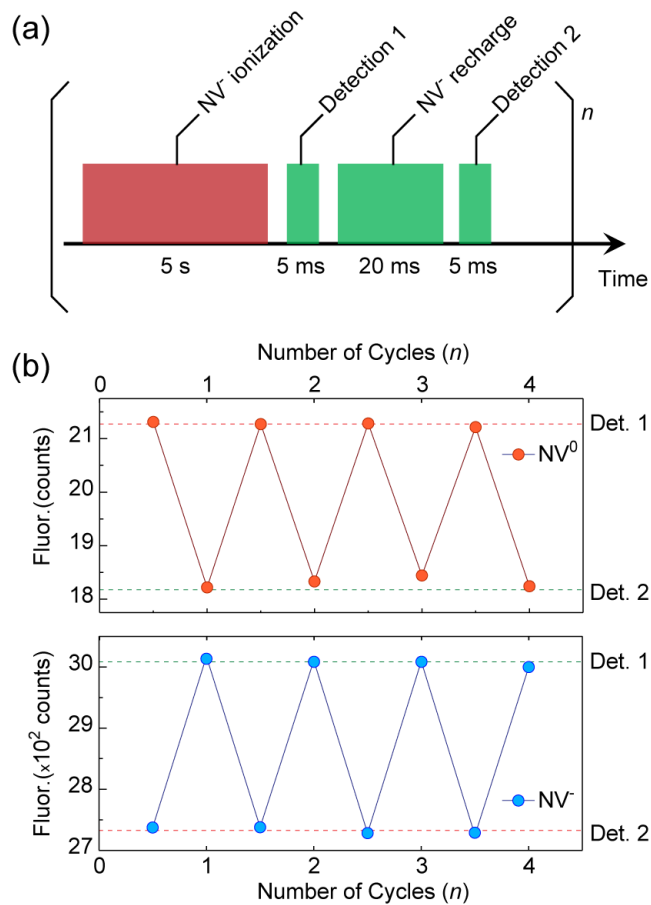 (a)
NV⁻ ionization
Detection 1
NV⁻ recharge
Detection 2
n
5 s
5 ms
20 ms
5 ms
Time
(b)
Number of Cycles (n)
0
1
2
3
4
Fluor.(counts)
21
20
19
18
Det. 1
NV⁰
Det. 2
Fluor.(x10² counts)
30
29
28
27
Det. 1
NV⁻
Det. 2
0
1
2
3
4
Number of Cycles (n)